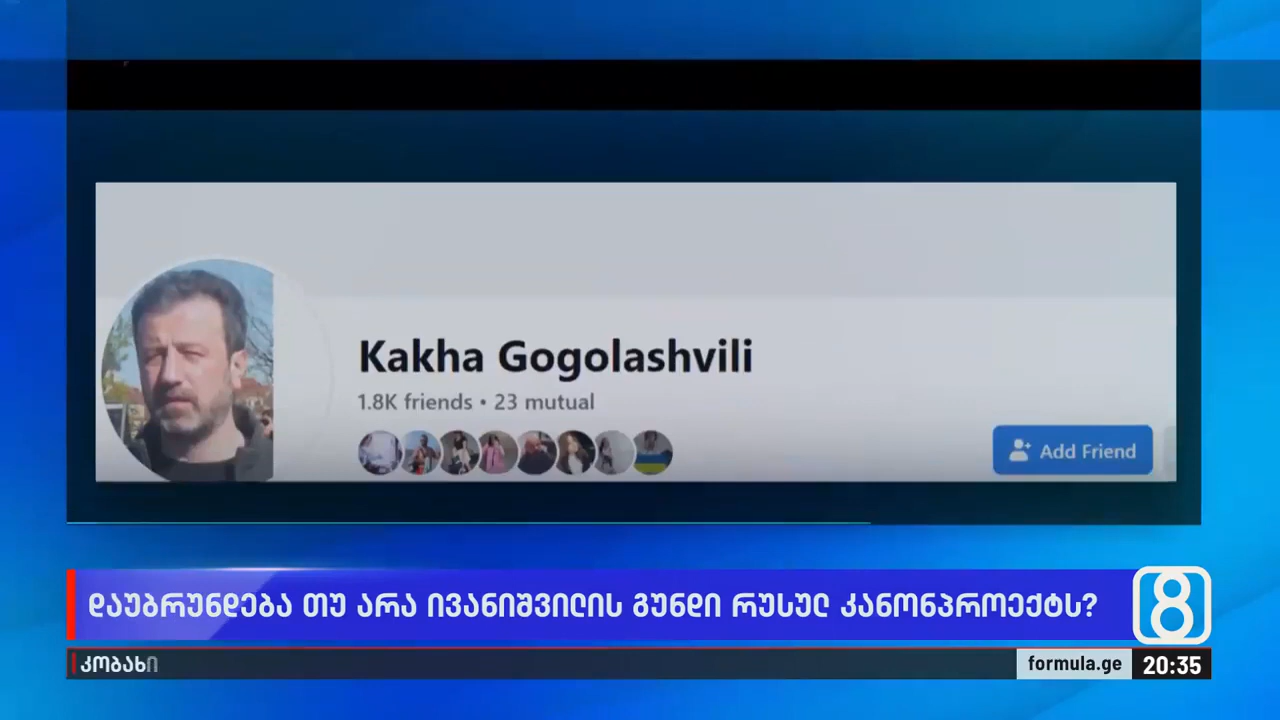 Kakha Gogolashvili
1.8K friends • 23 mutual
Add Friend
დაუბრუნდება თუ არა ივანიშვილის გუნდი რუსულ კანონპროექტს?
8
კობახი
formula.ge
20:35